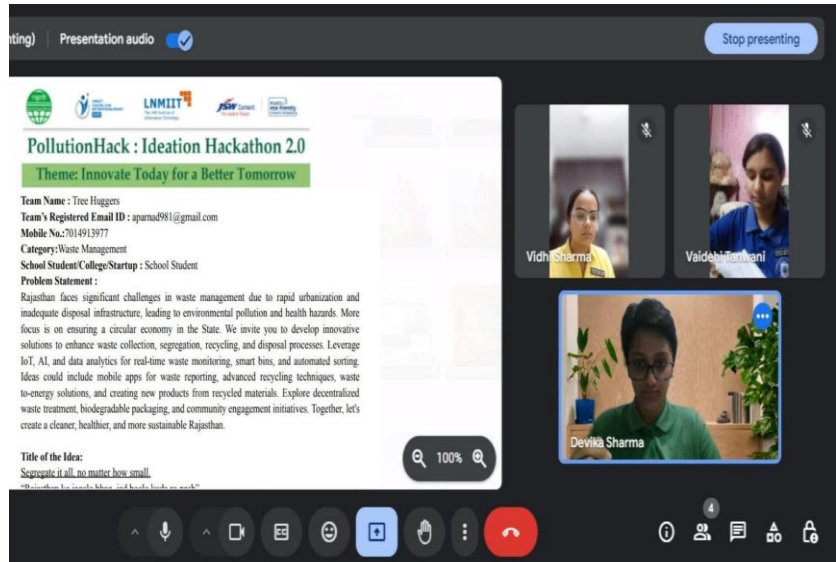 nting) Presentation audio Stop presenting
LNMIIT
JSW Cement
PollutionHack : Ideation Hackathon 2.0
Theme: Innovate Today for a Better Tomorrow
Team Name : Tree Huggers
Team's Registered Email ID : aparnad981@gmail.com
Mobile No.:7014913977
Category:Waste Management
School Student/College/Startup : School Student
Problem Statement :
Rajasthan faces significant challenges in waste management due to rapid urbanization and
inadequate disposal infrastructure, leading to environmental pollution and health hazards. More
focus is on ensuring a circular economy in the State. We invite you to develop innovative
solutions to enhance waste collection, segregation, recycling, and disposal processes. Leverage
IoT, AI, and data analytics for real-time waste monitoring, smart bins, and automated sorting.
Ideas could include mobile apps for waste reporting, advanced recycling techniques, waste
to-energy solutions, and creating new products from recycled materials. Explore decentralized
waste treatment, biodegradable packaging, and community engagement initiatives. Together, let's
create a cleaner, healthier, and more sustainable Rajasthan.
Title of the Idea:
Segregate it all, no matter how small.
100%
Vidhi Sharma
Vaidehi Tanwani
Devika Sharma
4